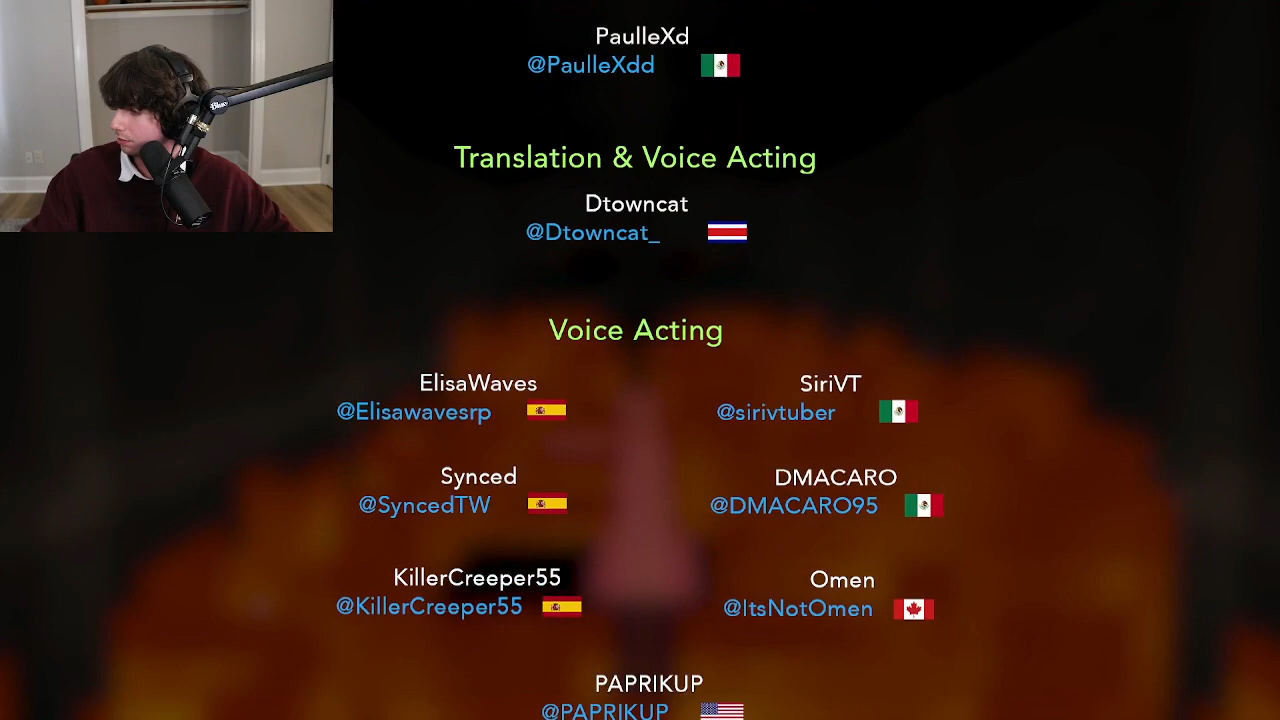 PaulleXd
@PaulleXdd
Translation & Voice Acting
Dtowncat
@Dtowncat_
Voice Acting
ElisaWaves
@Elisawavesrp
SiriVT
@sirivtuber
Synced
@SyncedTW
DMACARO
@DMACARO95
KillerCreeper55
@KillerCreeper55
Omen
@ItsNotOmen
PAPRIKUP
@PAPRIKUP